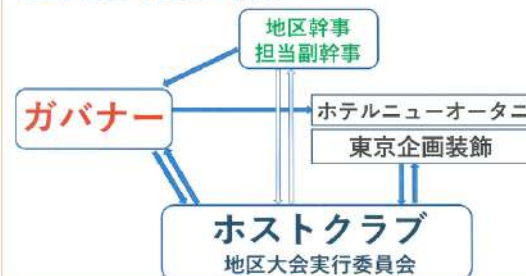 地区幹事
担当副幹事
ガバナー
ホテルニューオータニ
東京企画装飾
ホストクラブ
地区大会実行委員会